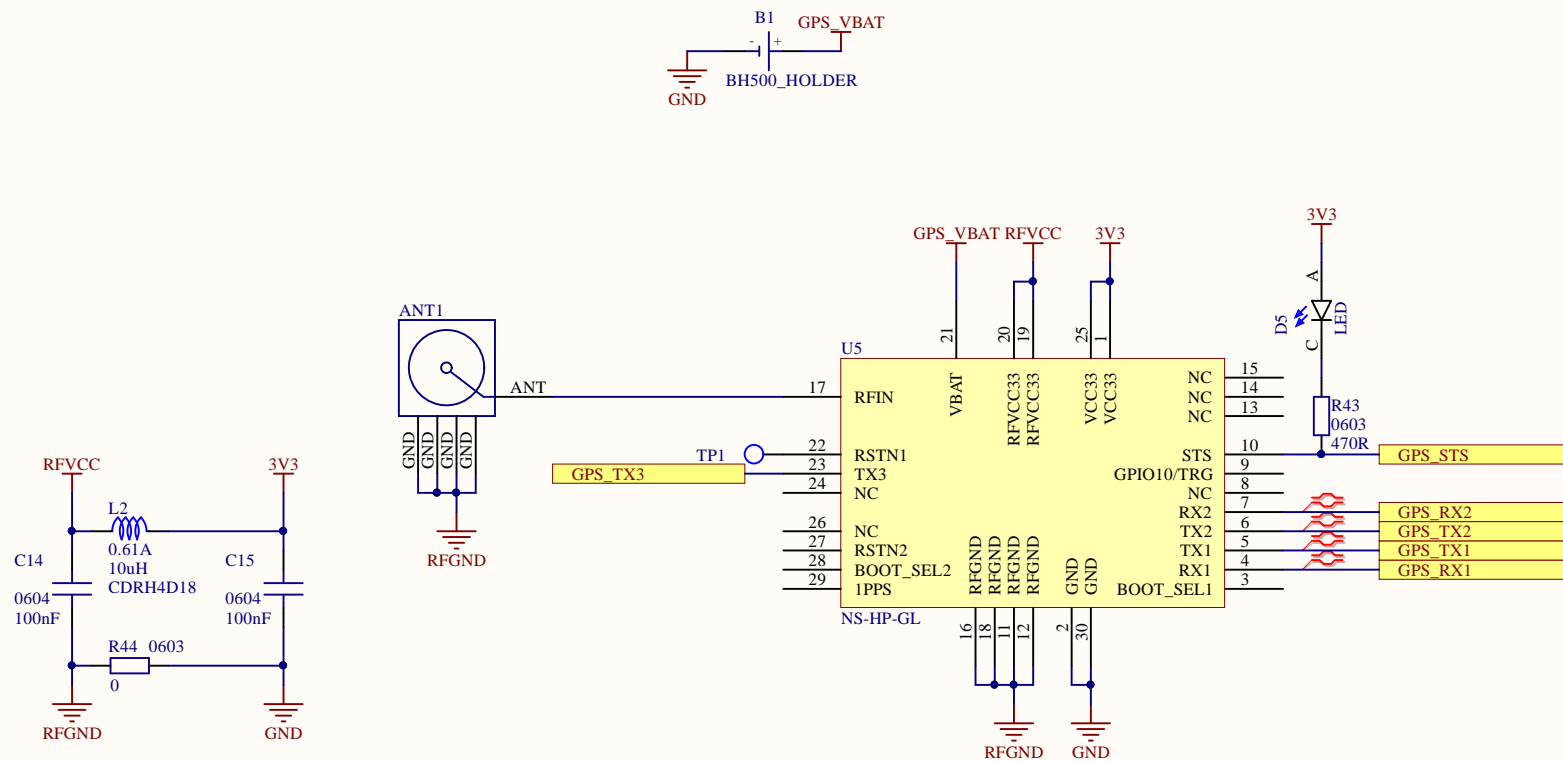 B1
GPS_VBAT
- +
BH500_HOLDER
GND
3V3
GPS_VBAT RFVCC 3V3
A
D5
LED
C
ANT1
ANT
GND
GND
GND
GND
RFGND
U5
21
20
19
25
1
VBAT
RFVCC33
RFVCC33
VCC33
VCC33
17 RFIN
TP1
22 RSTN1
GPS_TX3
23 TX3
24 NC
26 NC
27 RSTN2
28 BOOT_SEL2
29 1PPS
NC 15
NC 14
NC 13
R43
0603
470R
STS 10
GPS_STS
GPIO10/TRG 9
NC 8
RX2 7
GPS_RX2
TX2 6
GPS_TX2
TX1 5
GPS_TX1
RX1 4
GPS_RX1
BOOT_SEL1 3
RFGND
RFGND
RFGND
RFGND
GND
GND
NS-HP-GL
16
18
11
12
2
30
RFGND
GND
RFVCC
3V3
L2
0.61A
10uH
CDRH4D18
C14
0604
100nF
C15
0604
100nF
R44 0603
0
RFGND
GND